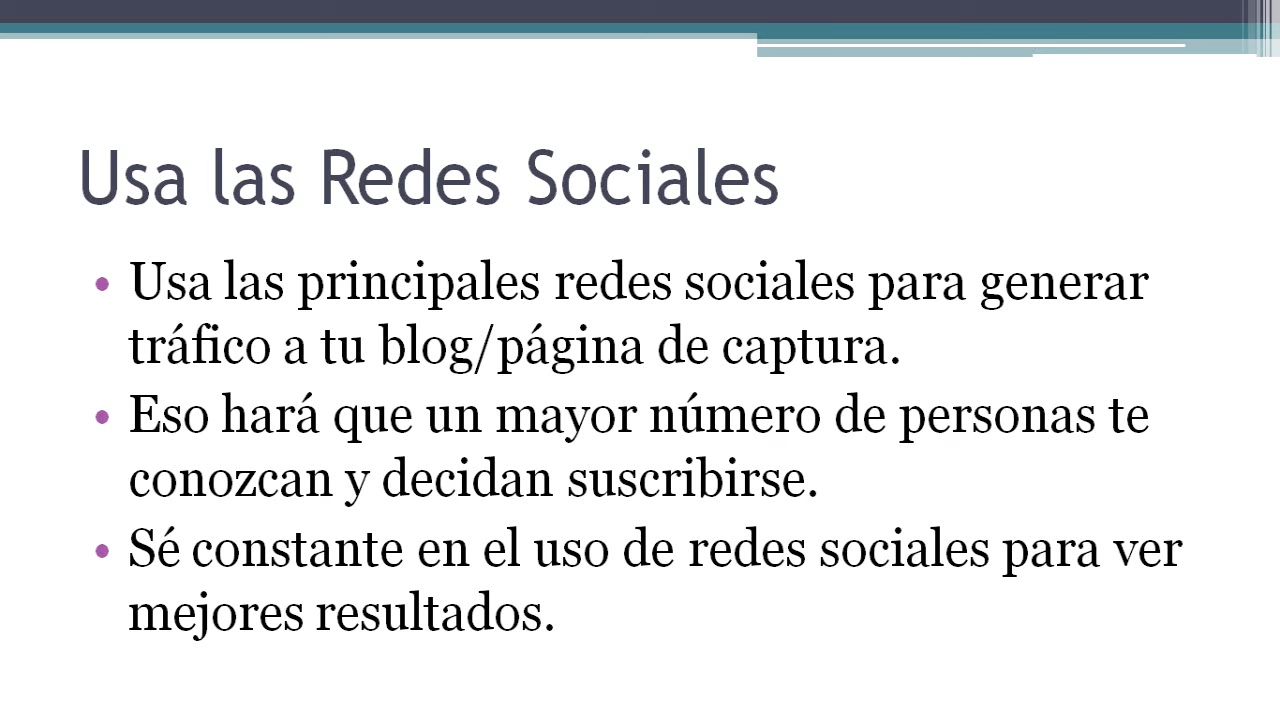 Usa las Redes Sociales
• Usa las principales redes sociales para generar
tráfico a tu blog/página de captura.
• Eso hará que un mayor número de personas te
conozcan y decidan suscribirse.
• Sé constante en el uso de redes sociales para ver
mejores resultados.